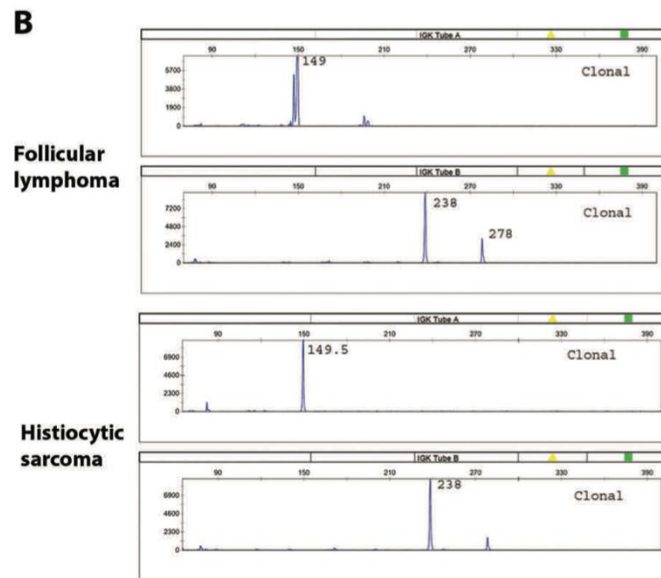 B
Follicular
lymphoma
IGK Tube A
90 150 210 270 330 390
5700
3800
1900
0
149
Clonal
IGK Tube B
90 150 210 270 330 390
7200
4800
2400
0
238
278
Clonal
Histiocytic
sarcoma
IGK Tube A
90 150 210 270 330 390
6900
4600
2300
0
149.5
Clonal
IGK Tube B
90 150 210 270 330 390
6900
4600
2300
0
238
Clonal